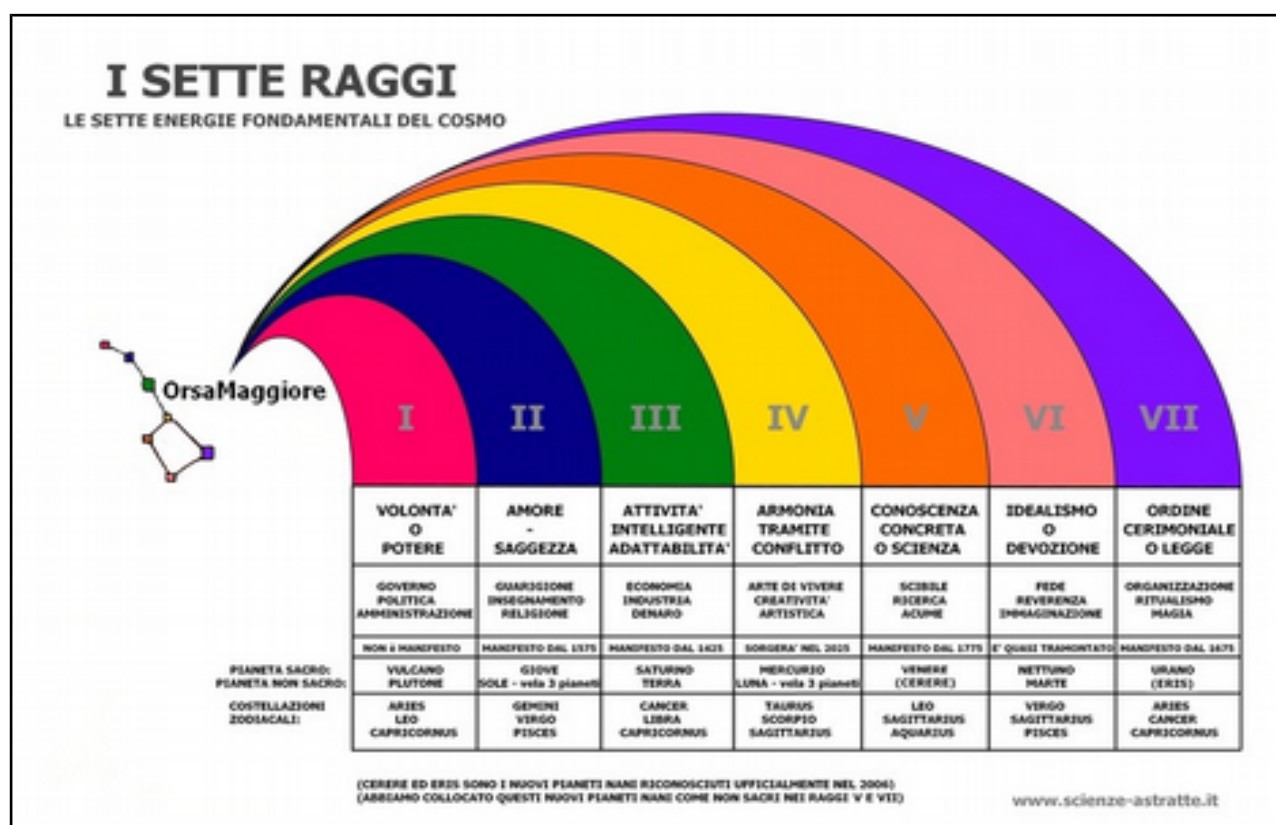 I SETTE RAGGI
LE SETTE ENERGIE FONDAMENTALI DEL COSMO
OrsaMaggiore
I
II
III
IV
V
VI
VII
VOLONTA'
O
POTERE
AMORE
-
SAGGEZZA
ATTIVITA'
INTELLIGENTE
ADATTABILITA'
ARMONIA
TRAMITE
CONFLITTO
CONOSCENZA
CONCRETA
O SCIENZA
IDEALISMO
O
DEVOZIONE
ORDINE
CERIMONIALE
O LEGGE
GOVERNO
POLITICA
AMMINISTRAZIONE
GUARIGIONE
INSEGNAMENTO
RELIGIONE
ECONOMIA
INDUSTRIA
DENARO
ARTE DI VIVERE
CREATIVITA'
ARTISTICA
SCIBILE
RICERCA
ACUME
FEDE
REVERENZA
IMMAGINAZIONE
ORGANIZZAZIONE
RITUALISMO
MAGIA
NON è MANIFESTO
MANIFESTO DAL 1575
MANIFESTO DAL 1425
SORGERA' NEL 2025
MANIFESTO DAL 1775
E' QUASI TRAMONTATO
MANIFESTO DAL 1675
PIANETA SACRO:
PIANETA NON SACRO:
VULCANO
PLUTONE
GIOVE
SOLE - vela 3 pianeti
SATURNO
TERRA
MERCURIO
LUNA - vela 3 pianeti
VENERE
(CERERE)
NETTUNO
MARTE
URANO
(ERIS)
COSTELLAZIONI
ZODIACALI:
ARIES
LEO
CAPRICORNUS
GEMINI
VIRGO
PISCES
CANCER
LIBRA
CAPRICORNUS
TAURUS
SCORPIO
SAGITTARIUS
LEO
SAGITTARIUS
AQUARIUS
VIRGO
SAGITTARIUS
PISCES
ARIES
CANCER
CAPRICORNUS
(CERERE ED ERIS SONO I NUOVI PIANETI NANI RICONOSCIUTI UFFICIALMENTE NEL 2006)
(ABBIAMO COLLOCATO QUESTI NUOVI PIANETI NANI COME NON SACRI NEI RAGGI V E VII)
www.scienze-astratte.it